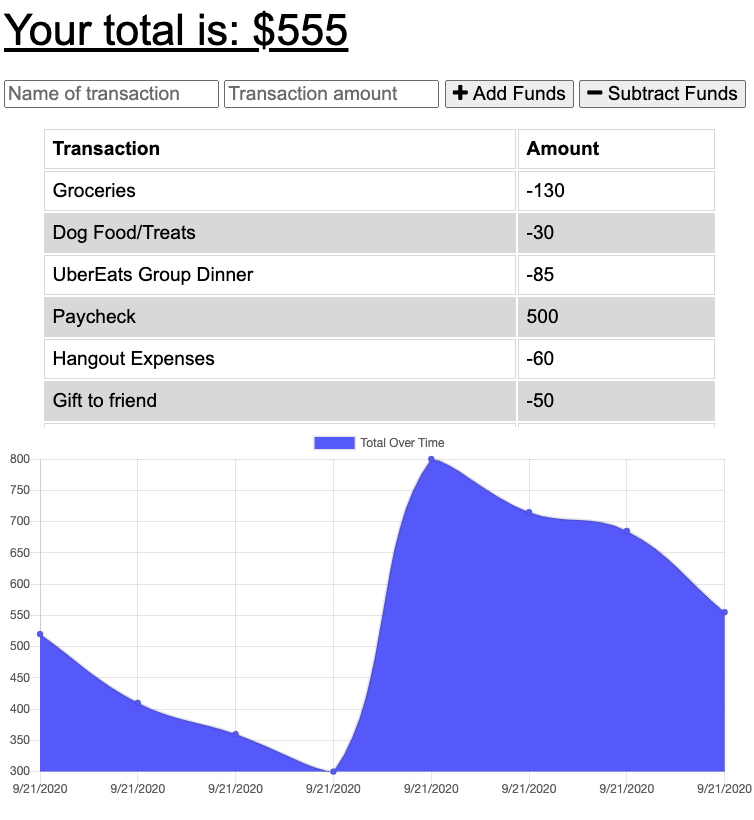 Your total is: $555
Name of transaction Transaction amount + Add Funds − Subtract Funds
Transaction Amount
Groceries -130
Dog Food/Treats -30
UberEats Group Dinner -85
Paycheck 500
Hangout Expenses -60
Gift to friend -50
Total Over Time
800
750
700
650
600
550
500
450
400
350
300
9/21/2020 9/21/2020 9/21/2020 9/21/2020 9/21/2020 9/21/2020 9/21/2020 9/21/2020